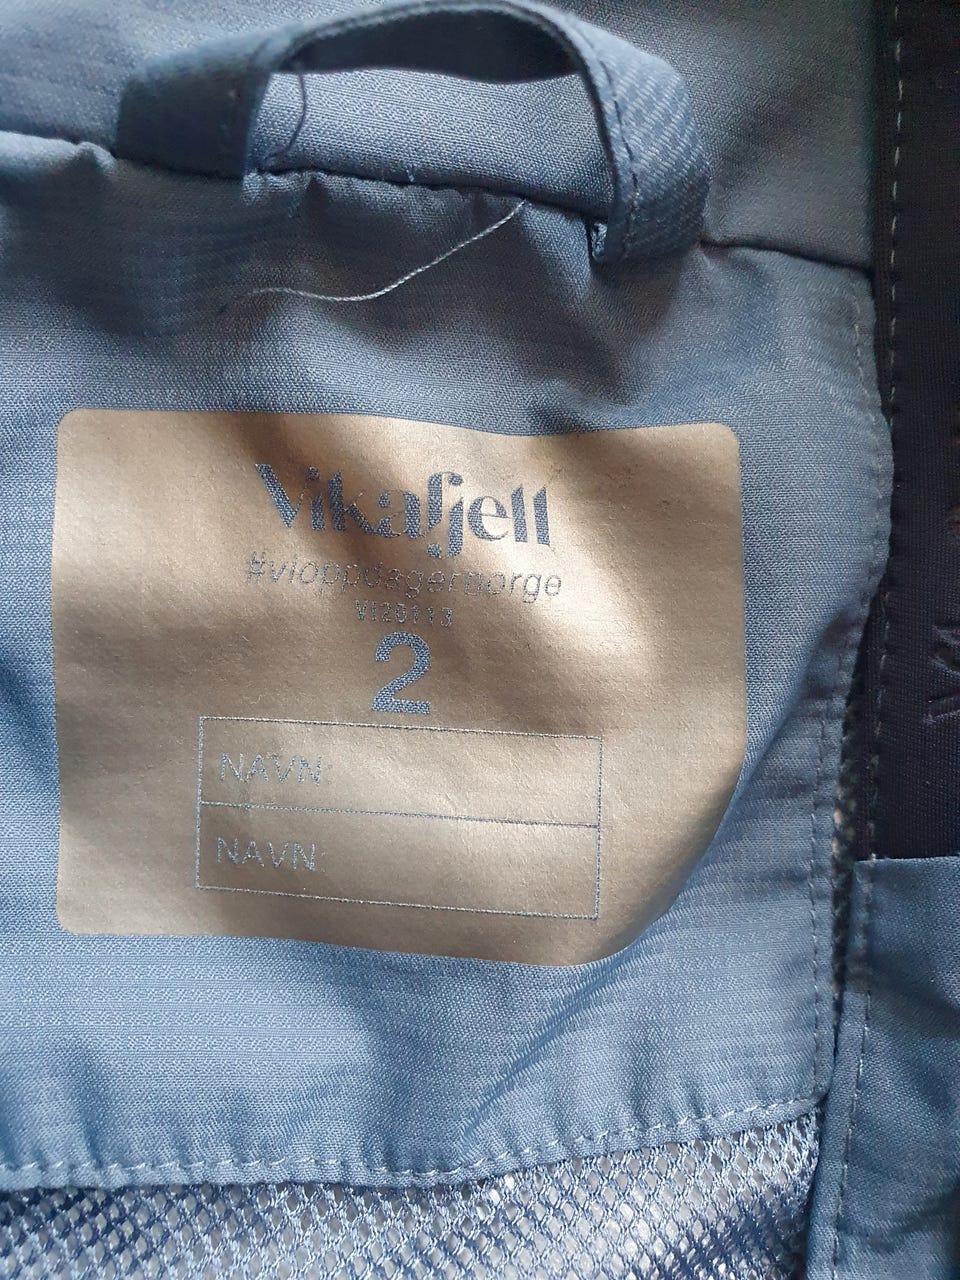 Vikafjell
#vioppdagernorge
VI20113
2
NAVN:
NAVN: